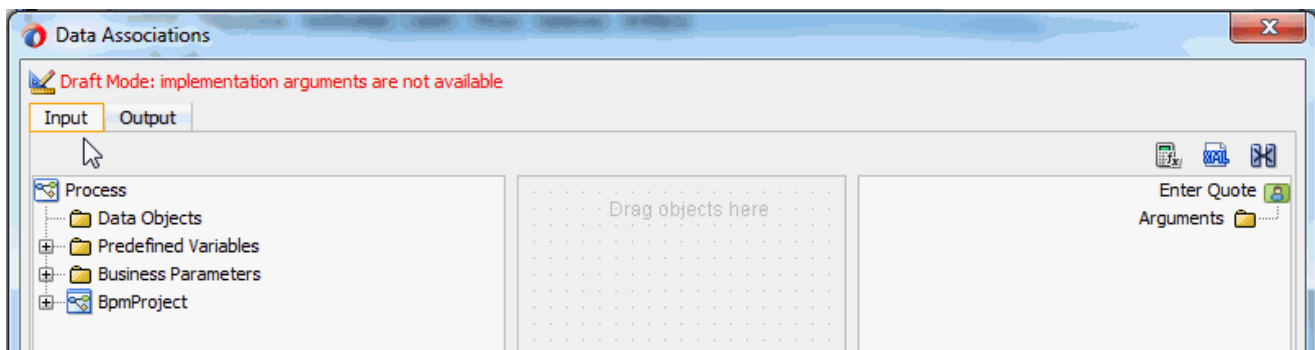 Data Associations
Draft Mode: implementation arguments are not available
Input Output
Process
Data Objects
Predefined Variables
Business Parameters
BpmProject
Drag objects here
Enter Quote
Arguments